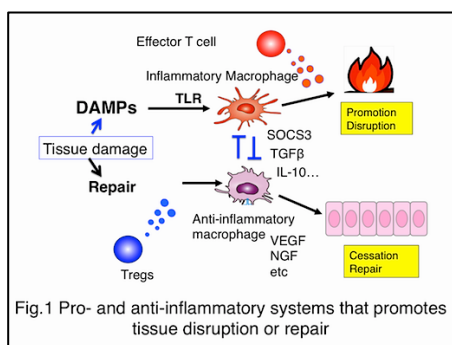 Effector T cell
Inflammatory Macrophage
DAMPs
TLR
Promotion
Disruption
Tissue damage
SOCS3
TGFβ
IL-10...
Repair
Anti-inflammatory
macrophage
VEGF
NGF
etc
Tregs
Cessation
Repair
Fig.1 Pro- and anti-inflammatory systems that promotes
tissue disruption or repair